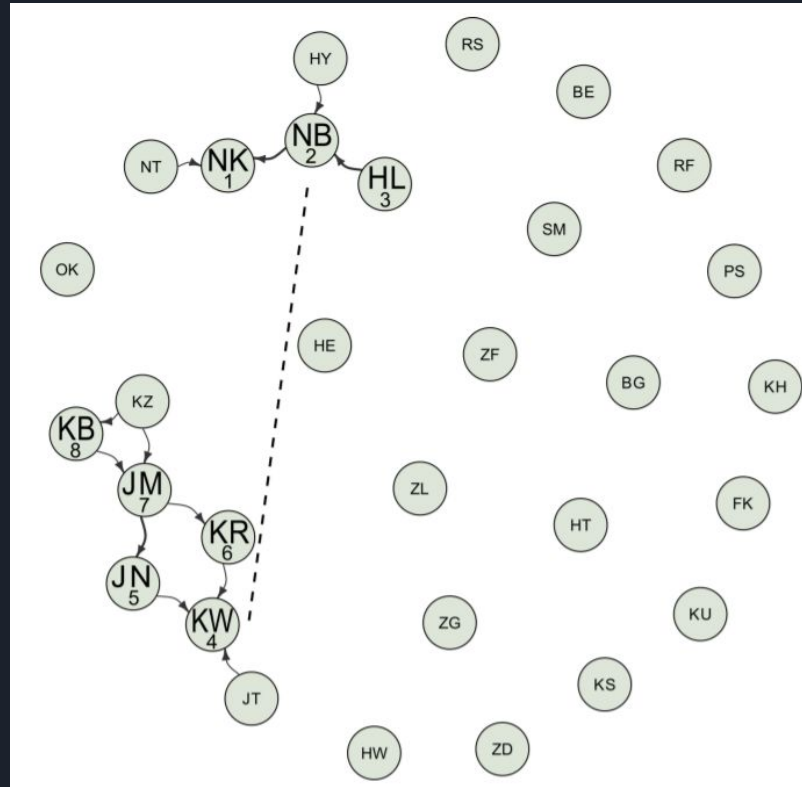 RS
HY
BE
NB
2
NT
NK
1
RF
HL
3
SM
OK
PS
HE
ZF
BG
KH
KZ
KB
8
JM
7
ZL
FK
HT
KR
6
JN
5
KW
4
ZG
KU
KS
JT
HW
ZD